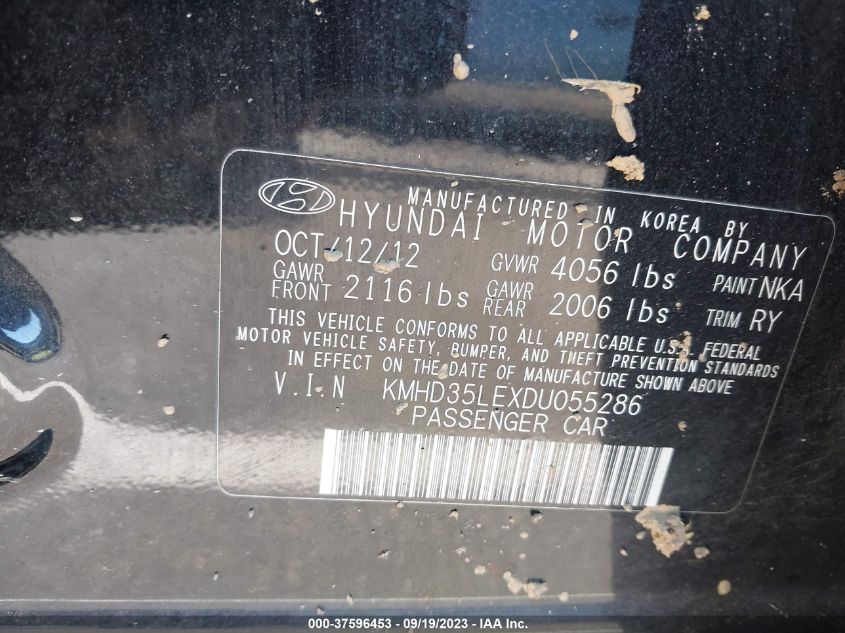 MANUFACTURED IN KOREA BY
HYUNDAI MOTOR COMPANY
OCT/12/12 GVWR 4056 lbs PAINT NKA
GAWR FRONT 2116 lbs GAWR REAR 2006 lbs TRIM RY
THIS VEHICLE CONFORMS TO ALL APPLICABLE U.S. FEDERAL
MOTOR VEHICLE SAFETY, BUMPER, AND THEFT PREVENTION STANDARDS
IN EFFECT ON THE DATE OF MANUFACTURE SHOWN ABOVE
V.I.N KMHD35LEXDU055286
PASSENGER CAR
000-37596453 - 09/19/2023 - IAA Inc.